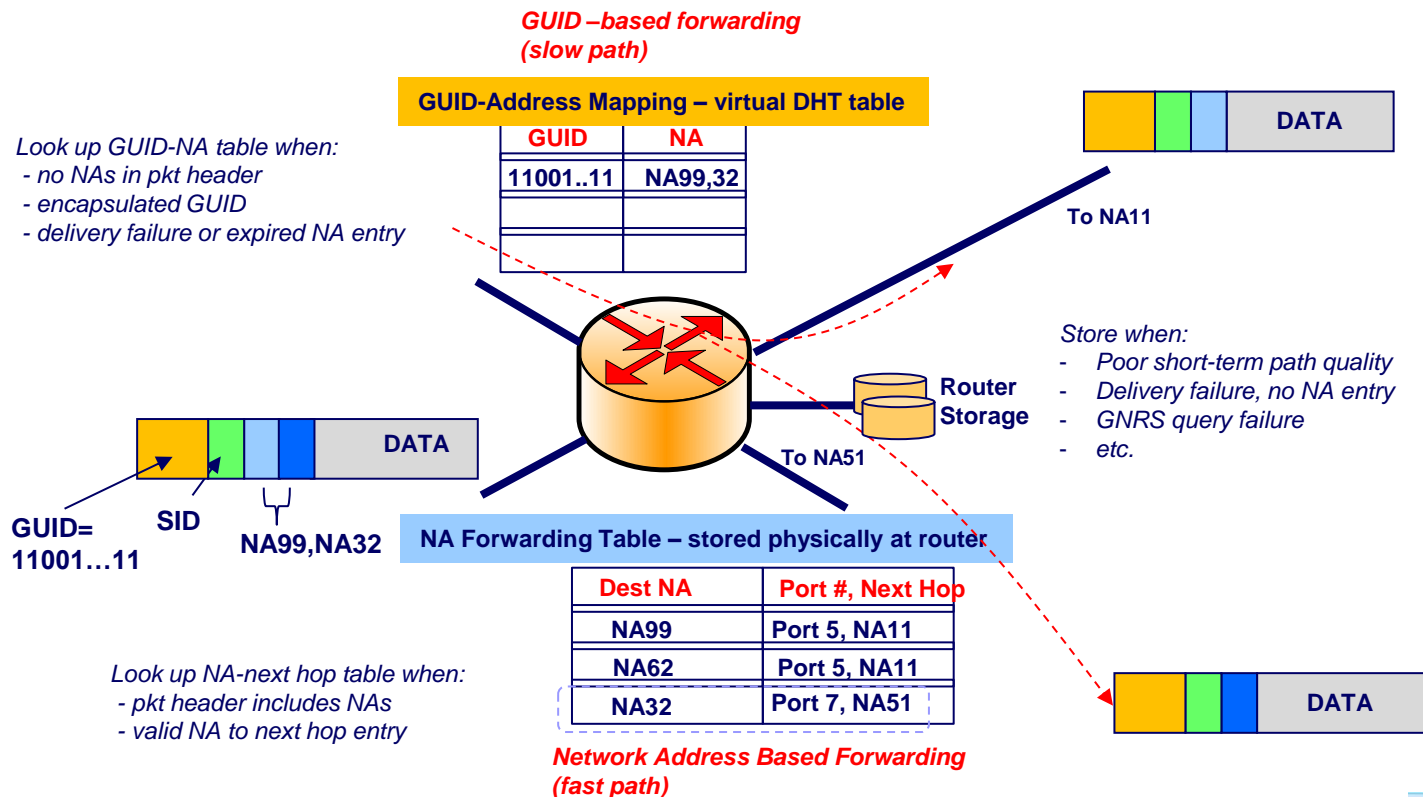 GUID –based forwarding
(slow path)
GUID-Address Mapping – virtual DHT table
GUID NA
11001..11 NA99,32
Look up GUID-NA table when:
- no NAs in pkt header
- encapsulated GUID
- delivery failure or expired NA entry
DATA
To NA11
Store when:
- Poor short-term path quality
- Delivery failure, no NA entry
- GNRS query failure
- etc.
Router
Storage
To NA51
DATA
GUID=
11001…11
SID
NA99,NA32
NA Forwarding Table – stored physically at router
Dest NA Port #, Next Hop
NA99 Port 5, NA11
NA62 Port 5, NA11
NA32 Port 7, NA51
Look up NA-next hop table when:
- pkt header includes NAs
- valid NA to next hop entry
Network Address Based Forwarding
(fast path)
DATA